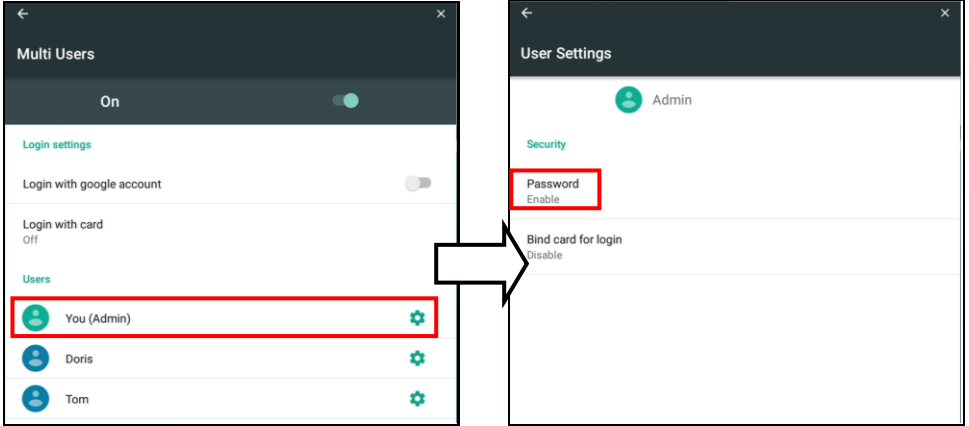 Multi Users
On
Login settings
Login with google account
Login with card
Off
Users
You (Admin)
Doris
Tom
User Settings
Admin
Security
Password
Enable
Bind card for login
Disable